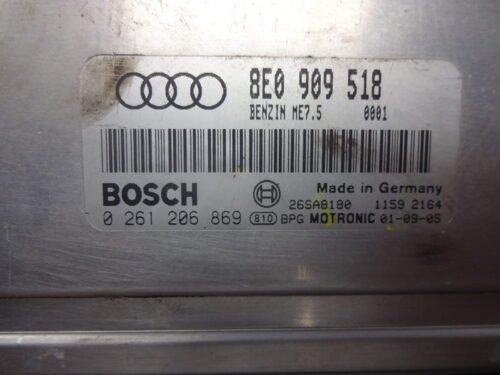 8E0 909 518
BENZIN ME7.5 0001
BOSCH
Made in Germany
26SA8180 1159 2164
0 261 206 869 810 BPG MOTRONIC 01-09-05